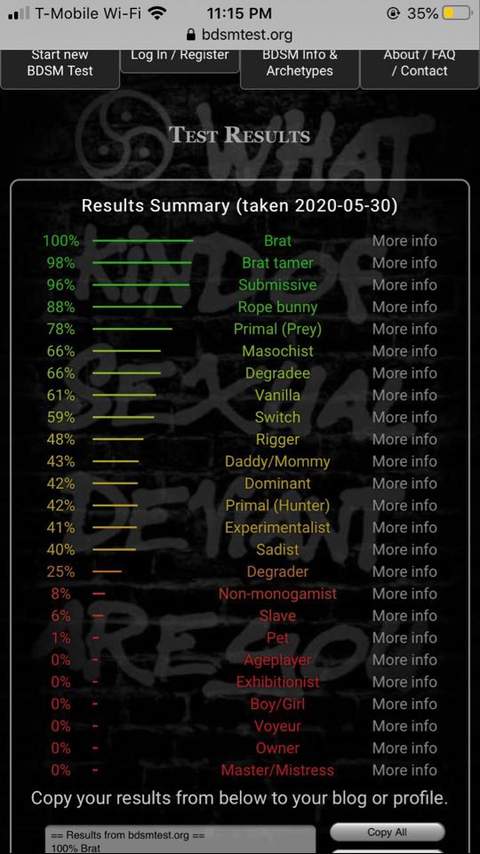 T-Mobile Wi-Fi 11:15 PM 35%
bdsmtest.org
Start new BDSM Test
Log In / Register
BDSM Info & Archetypes
About / FAQ / Contact
TEST RESULTS
WHAT
KIND OF
SEXUAL
DEVIANT
ARE YOU
Results Summary (taken 2020-05-30)
100% Brat More info
98% Brat tamer More info
96% Submissive More info
88% Rope bunny More info
78% Primal (Prey) More info
66% Masochist More info
66% Degradee More info
61% Vanilla More info
59% Switch More info
48% Rigger More info
43% Daddy/Mommy More info
42% Dominant More info
42% Primal (Hunter) More info
41% Experimentalist More info
40% Sadist More info
25% Degrader More info
8% Non-monogamist More info
6% Slave More info
1% Pet More info
0% Ageplayer More info
0% Exhibitionist More info
0% Boy/Girl More info
0% Voyeur More info
0% Owner More info
0% Master/Mistress More info
Copy your results from below to your blog or profile.
== Results from bdsmtest.org ==
100% Brat
Copy All